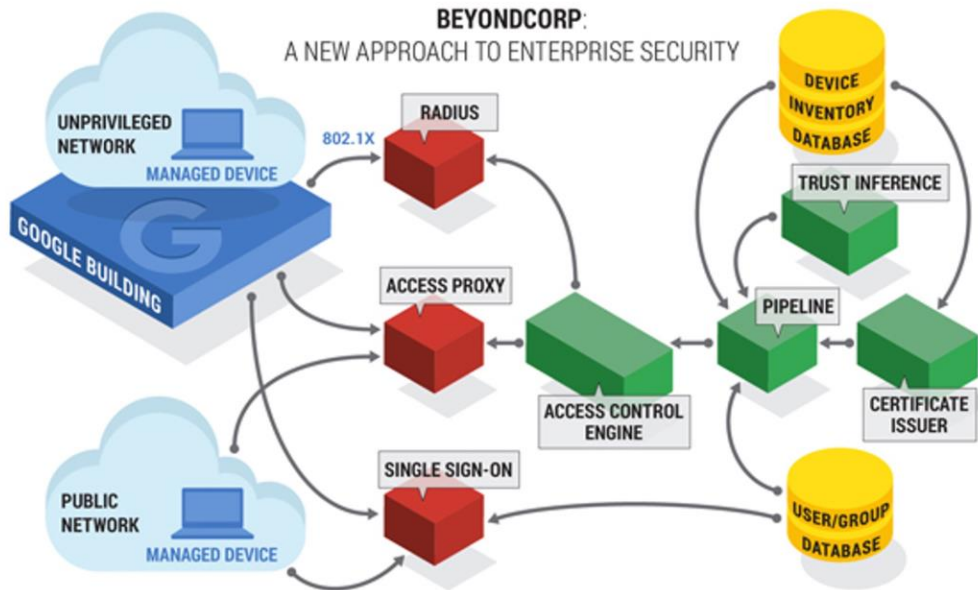 BEYONDCORP:
A NEW APPROACH TO ENTERPRISE SECURITY
UNPRIVILEGED
NETWORK
MANAGED DEVICE
802.1X
RADIUS
DEVICE
INVENTORY
DATABASE
TRUST INFERENCE
G
GOOGLE BUILDING
ACCESS PROXY
PIPELINE
ACCESS CONTROL
ENGINE
CERTIFICATE
ISSUER
PUBLIC
NETWORK
MANAGED DEVICE
SINGLE SIGN-ON
USER/GROUP
DATABASE